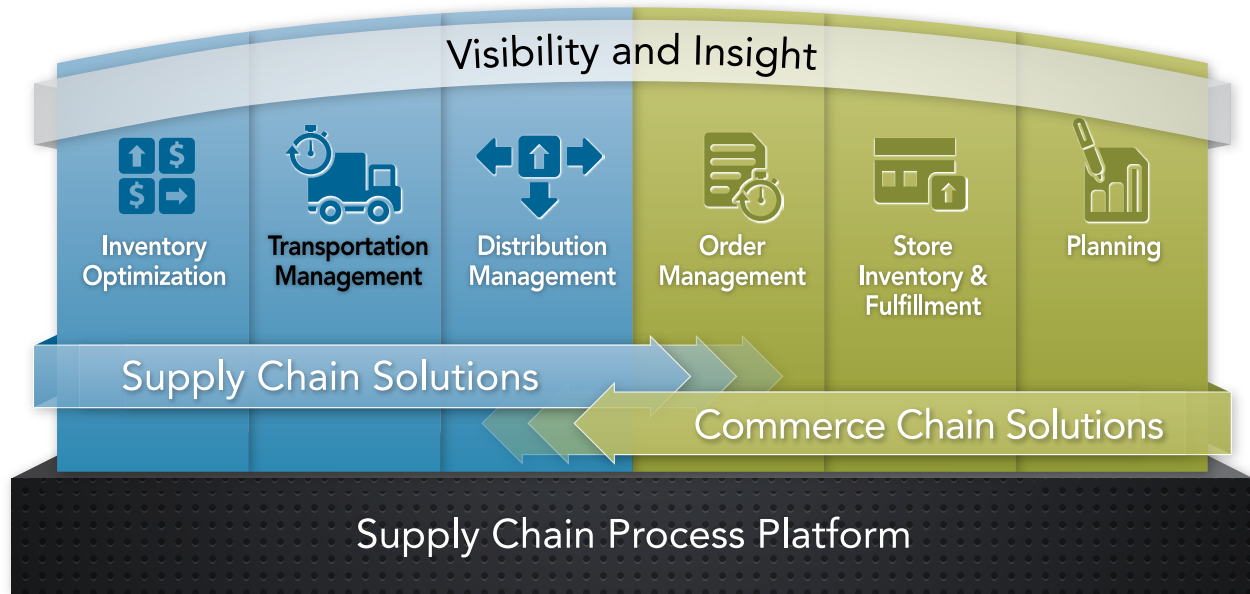 Visibility and Insight
Inventory
Optimization
Transportation
Management
Distribution
Management
Order
Management
Store
Inventory &
Fulfillment
Planning
Supply Chain Solutions
Commerce Chain Solutions
Supply Chain Process Platform